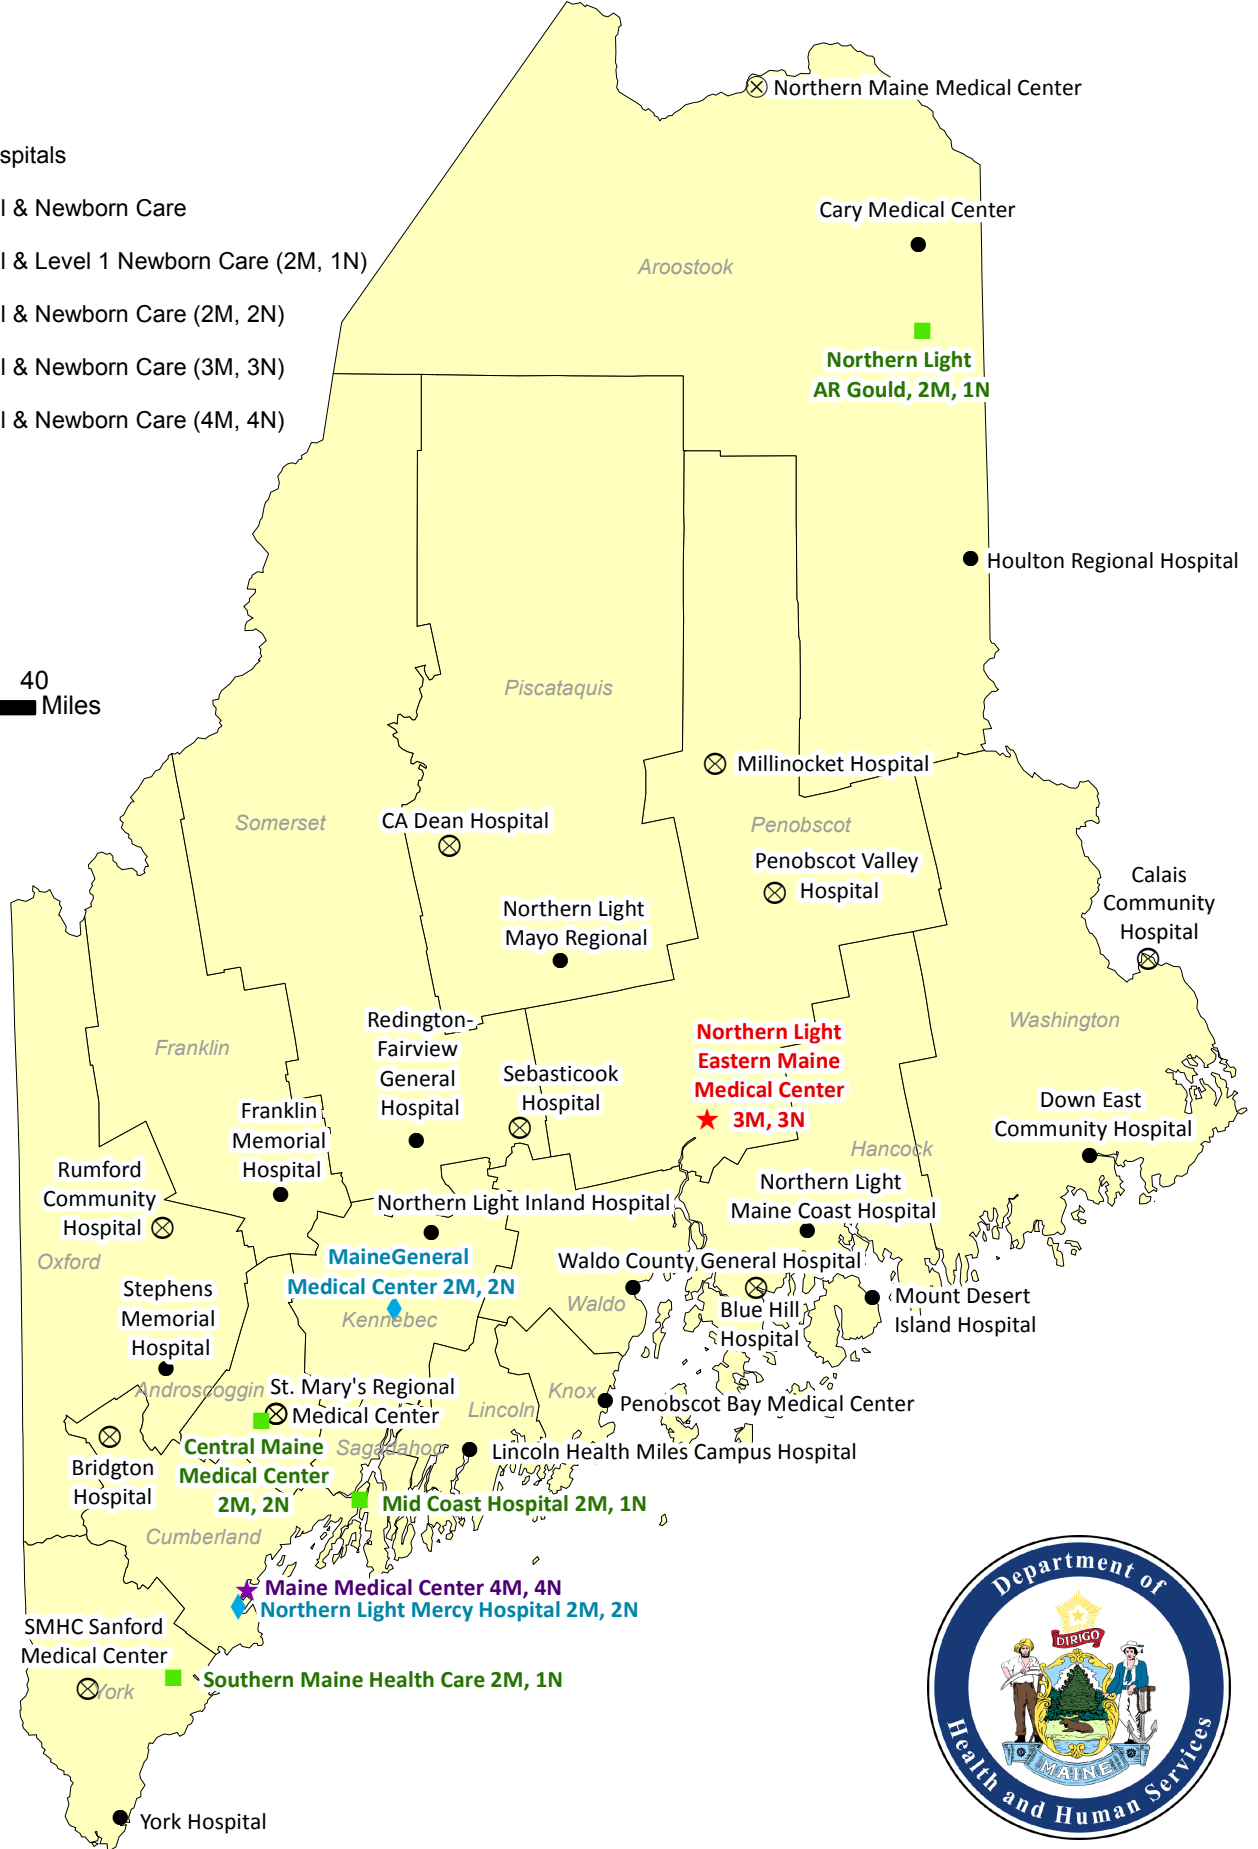 Northern Maine Medical Center
spitals
l & Newborn Care
Cary Medical Center
l & Level 1 Newborn Care (2M, 1N)
Aroostook
l & Newborn Care (2M, 2N)
l & Newborn Care (3M, 3N)
Northern Light
AR Gould, 2M, 1N
l & Newborn Care (4M, 4N)
Houlton Regional Hospital
40
Miles
Piscataquis
Millinocket Hospital
Somerset
CA Dean Hospital
Penobscot
Penobscot Valley
Hospital
Calais
Community
Hospital
Northern Light
Mayo Regional
Redington-
Fairview
General
Hospital
Franklin
Washington
Northern Light
Eastern Maine
Medical Center
3M, 3N
Sebasticook
Hospital
Franklin
Memorial
Hospital
Down East
Community Hospital
Hancock
Rumford
Community
Hospital
Northern Light Inland Hospital
Northern Light
Maine Coast Hospital
Oxford
MaineGeneral
Medical Center 2M, 2N
Kennebec
Waldo County General Hospital
Waldo
Blue Hill
Hospital
Mount Desert
Island Hospital
Stephens
Memorial
Hospital
Androscoggin
St. Mary's Regional
Medical Center
Knox
Lincoln
Penobscot Bay Medical Center
Central Maine
Medical Center
2M, 2N
Sagadahoc
Lincoln Health Miles Campus Hospital
Bridgton
Hospital
Mid Coast Hospital 2M, 1N
Cumberland
Maine Medical Center 4M, 4N
Northern Light Mercy Hospital 2M, 2N
SMHC Sanford
Medical Center
York
Southern Maine Health Care 2M, 1N
York Hospital
Department of
DIRIGO
MAINE
Health and Human Services